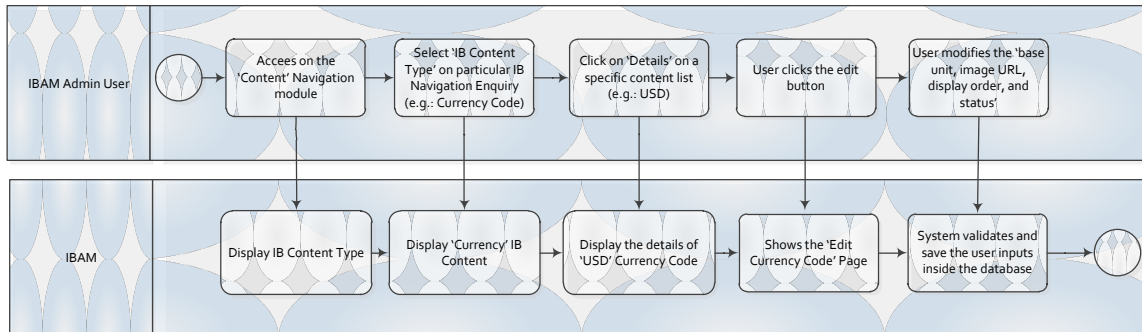 IBAM Admin User
Accees on the
'Content' Navigation
module
Select 'IB Content
Type' on particular IB
Navigation Enquiry
(e.g.: Currency Code)
Click on 'Details' on a
specific content list
(e.g.: USD)
User clicks the edit
button
User modifies the 'base
unit, image URL,
display order, and
status'
IBAM
Display IB Content Type
Display 'Currency' IB
Content
Display the details of
'USD' Currency Code
Shows the 'Edit
Currency Code' Page
System validates and
save the user inputs
inside the database